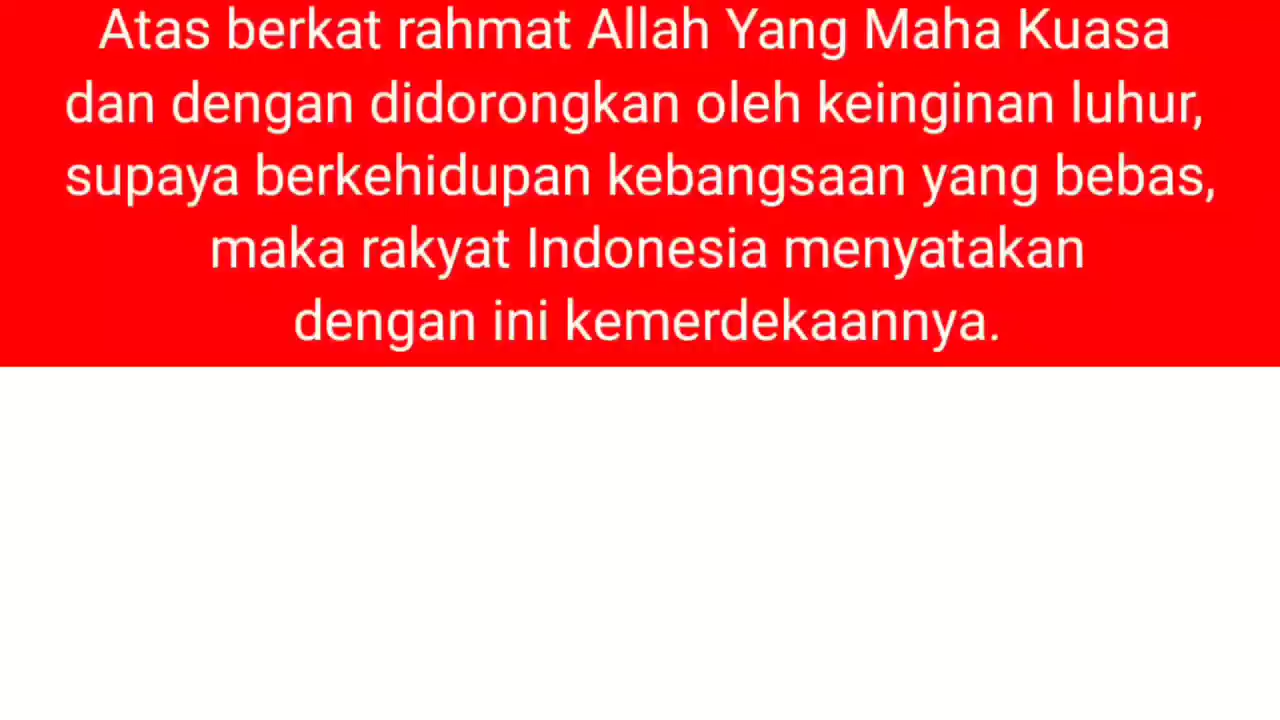 Atas berkat rahmat Allah Yang Maha Kuasa
dan dengan didorongkan oleh keinginan luhur,
supaya berkehidupan kebangsaan yang bebas,
maka rakyat Indonesia menyatakan
dengan ini kemerdekaannya.